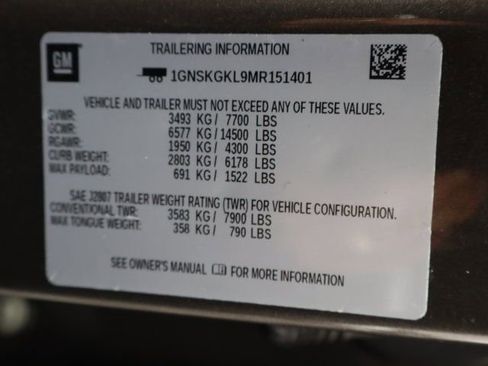 GM
TRAILERING INFORMATION
1GNSKGKL9MR151401
VEHICLE AND TRAILER MUST NOT EXCEED ANY OF THESE VALUES.
GVWR: 3493 KG/ 7700 LBS
GCWR: 6577 KG/ 14500 LBS
RGAWR: 1950 KG/ 4300 LBS
CURB WEIGHT: 2803 KG/ 6178 LBS
MAX PAYLOAD: 691 KG/ 1522 LBS
SAE J2807 TRAILER WEIGHT RATING (TWR) FOR VEHICLE CONFIGURATION.
CONVENTIONAL TWR: 3583 KG/ 7900 LBS
MAX TONGUE WEIGHT: 358 KG/ 790 LBS
SEE OWNER'S MANUAL FOR MORE INFORMATION